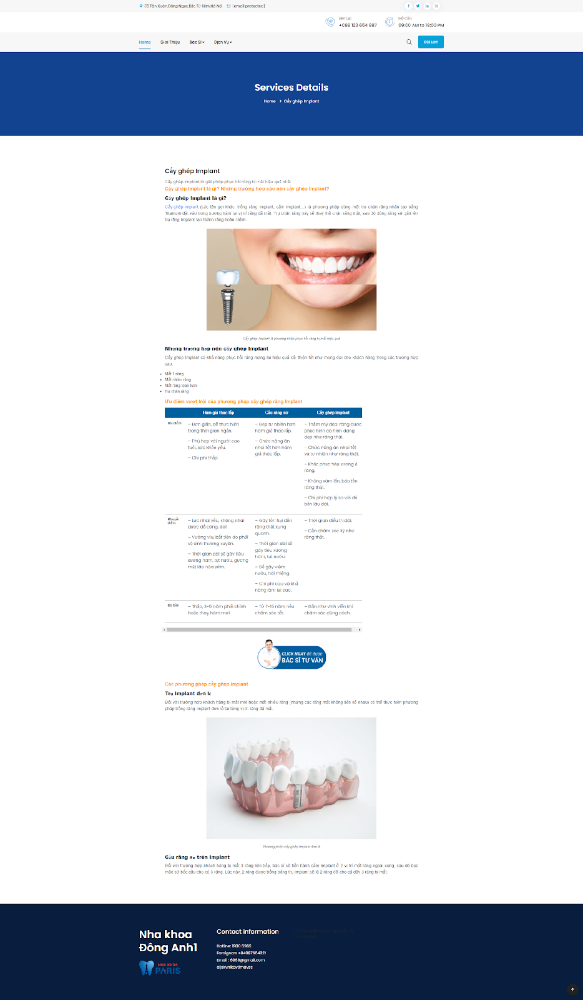 35 Tân Xuân,Đông Ngạc,Bắc Từ Liêm,Hà Nội [email protected]
Liên Lạc
+088 123 654 987
Mở Cửa
09:00 AM to 18:00 PM
Home Giới Thiệu Bác Sĩ Dịch Vụ
Đặt Lịch
Services Details
Home > Cấy ghép Implant
Cấy ghép Implant
Cấy ghép Implant là giải pháp phục hồi răng bị mất hiệu quả nhất
Cấy ghép Implant là gì? Những trường hợp nào nên cấy ghép Implant?
Cấy ghép Implant là gì?
Cấy ghép Implant (các tên gọi khác: trồng răng Implant, cắm Implant…) là phương pháp dùng một trụ chân răng nhân tạo bằng
Titanium đặt vào trong xương hàm tại vị trí răng đã mất. Trụ chân răng này sẽ thay thế chân răng thật, sau đó dùng răng sứ gắn lên
trụ răng Implant tạo thành răng hoàn chỉnh.
Cấy ghép Implant là phương pháp phục hồi răng bị mất hiệu quả
Những trường hợp nên cấy ghép Implant
Cấy ghép Implant có khả năng phục hồi răng mang lại hiệu quả cải thiện tốt như mong đợi cho khách hàng trong các trường hợp
sau:
Mất 1 răng
Mất nhiều răng
Mất răng toàn hàm
Hư chân răng
Ưu điểm vượt trội của phương pháp cấy ghép răng Implant
Hàm giả tháo lắp Cầu răng sứ Cấy ghép Implant
Ưu điểm
– Đơn giản, dễ thực hiện
trong thời gian ngắn.
– Phù hợp với người cao
tuổi, sức khỏe yếu.
– Chi phí thấp.
– Đẹp tự nhiên hơn
hàm giả tháo lắp.
– Chức năng ăn
nhai tốt hơn hàm
giả tháo lắp.
– Thẩm mỹ đẹp: răng được
phục hình có hình dáng
đẹp như răng thật.
– Chức năng ăn nhai tốt
và tự nhiên như răng thật.
– Khắc phục tiêu xương ổ
răng.
– Không xâm lấn, bảo tồn
răng thật.
– Chi phí hợp lý so với độ
bền lâu dài.
Khuyết
điểm
– Lực nhai yếu, không nhai
được đồ cứng, dai.
– Vướng víu, bất tiện do phải
vệ sinh thường xuyên.
– Thời gian dài sẽ gây tiêu
xương hàm, tụt nướu, gương
mặt lão hóa sớm.
– Gây tổn hại đến
răng thật xung
quanh.
– Thời gian dài sẽ
gây tiêu xương
hàm, tụt nướu.
– Dễ gây viêm
nướu, hôi miệng.
– Chi phí cao và khả
năng làm lại cao.
– Thời gian điều trị dài.
– Cần chăm sóc kỹ như
răng thật.
Độ bền
– Thấp, 3-5 năm phải chỉnh
hoặc thay hàm mới.
– Từ 7-15 năm nếu
chăm sóc tốt.
– Gần như vĩnh viễn khi
chăm sóc đúng cách.
CLICK NGAY để được
BÁC SĨ TƯ VẤN
Các phương pháp cấy ghép Implant
Trụ Implant đơn lẻ
Đối với trường hợp khách hàng bị mất một hoặc mất nhiều răng (nhưng các răng mất không liền kề nhau) có thể thực hiện phương
pháp trồng răng Implant đơn lẻ tại từng vị trí răng đã mất.
Phương pháp cấy ghép Implant đơn lẻ
Cầu răng sứ trên Implant
Đối với trường hợp khách hàng bị mất 3 răng liên tiếp, bác sĩ sẽ tiến hành cắm Implant ở 2 vị trí mất răng ngoài cùng, sau đó bọc
mão sứ bắc cầu cho cả 3 răng. Lúc này, 2 răng được trồng bằng trụ Implant sẽ là 2 răng đỡ cho cả dãy 3 răng bị mất.
Nha khoa
Đông Anh1
NHA KHOA
PARIS
Contact information
Hotline: 1900 6969
Foreigners +84987654321
Email : 6969@gmail.com